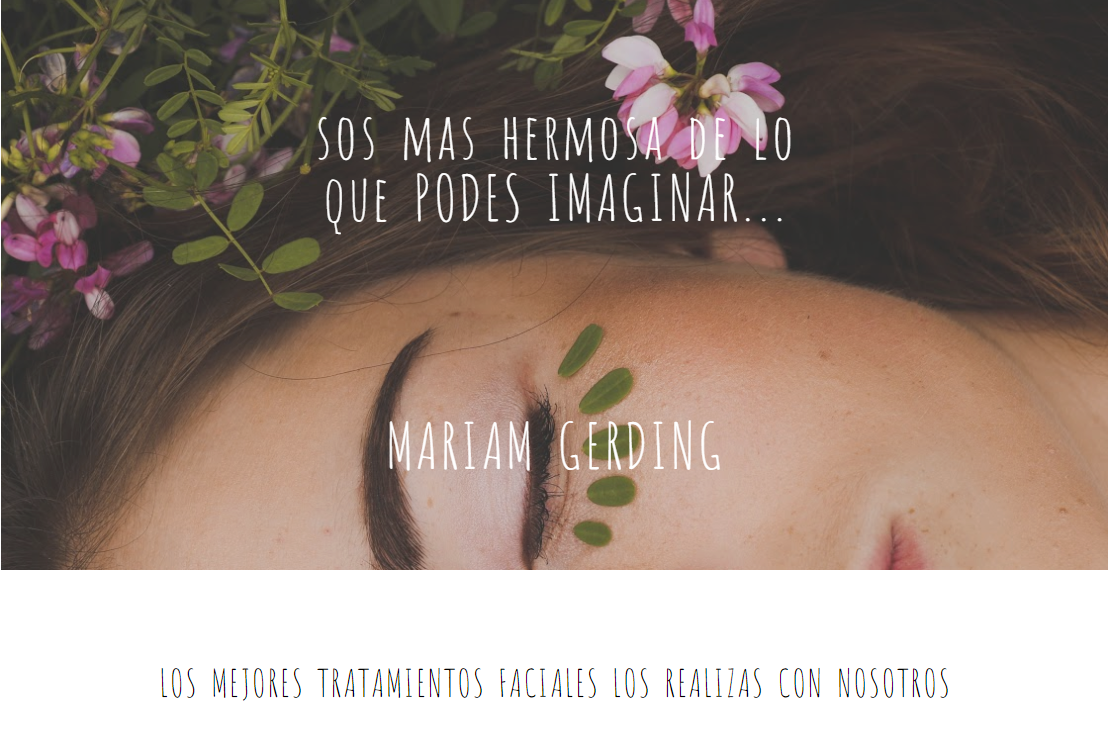 SOS MAS HERMOSA DE LO
QUE PODES IMAGINAR...
MARIAM GERDING
LOS MEJORES TRATAMIENTOS FACIALES LOS REALIZAS CON NOSOTROS